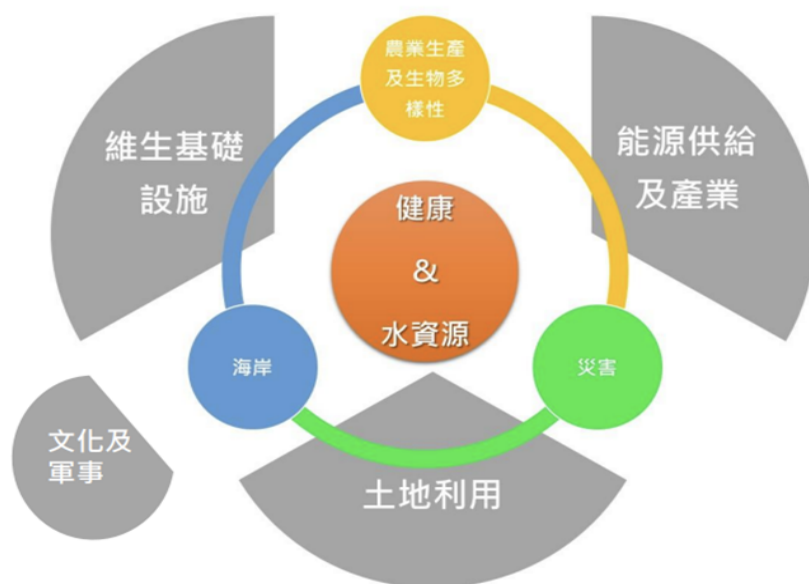 農業生產
及生物多
樣性
維生基礎
設施
能源供給
及產業
健康
&
水資源
海岸
災害
文化及
軍事
土地利用